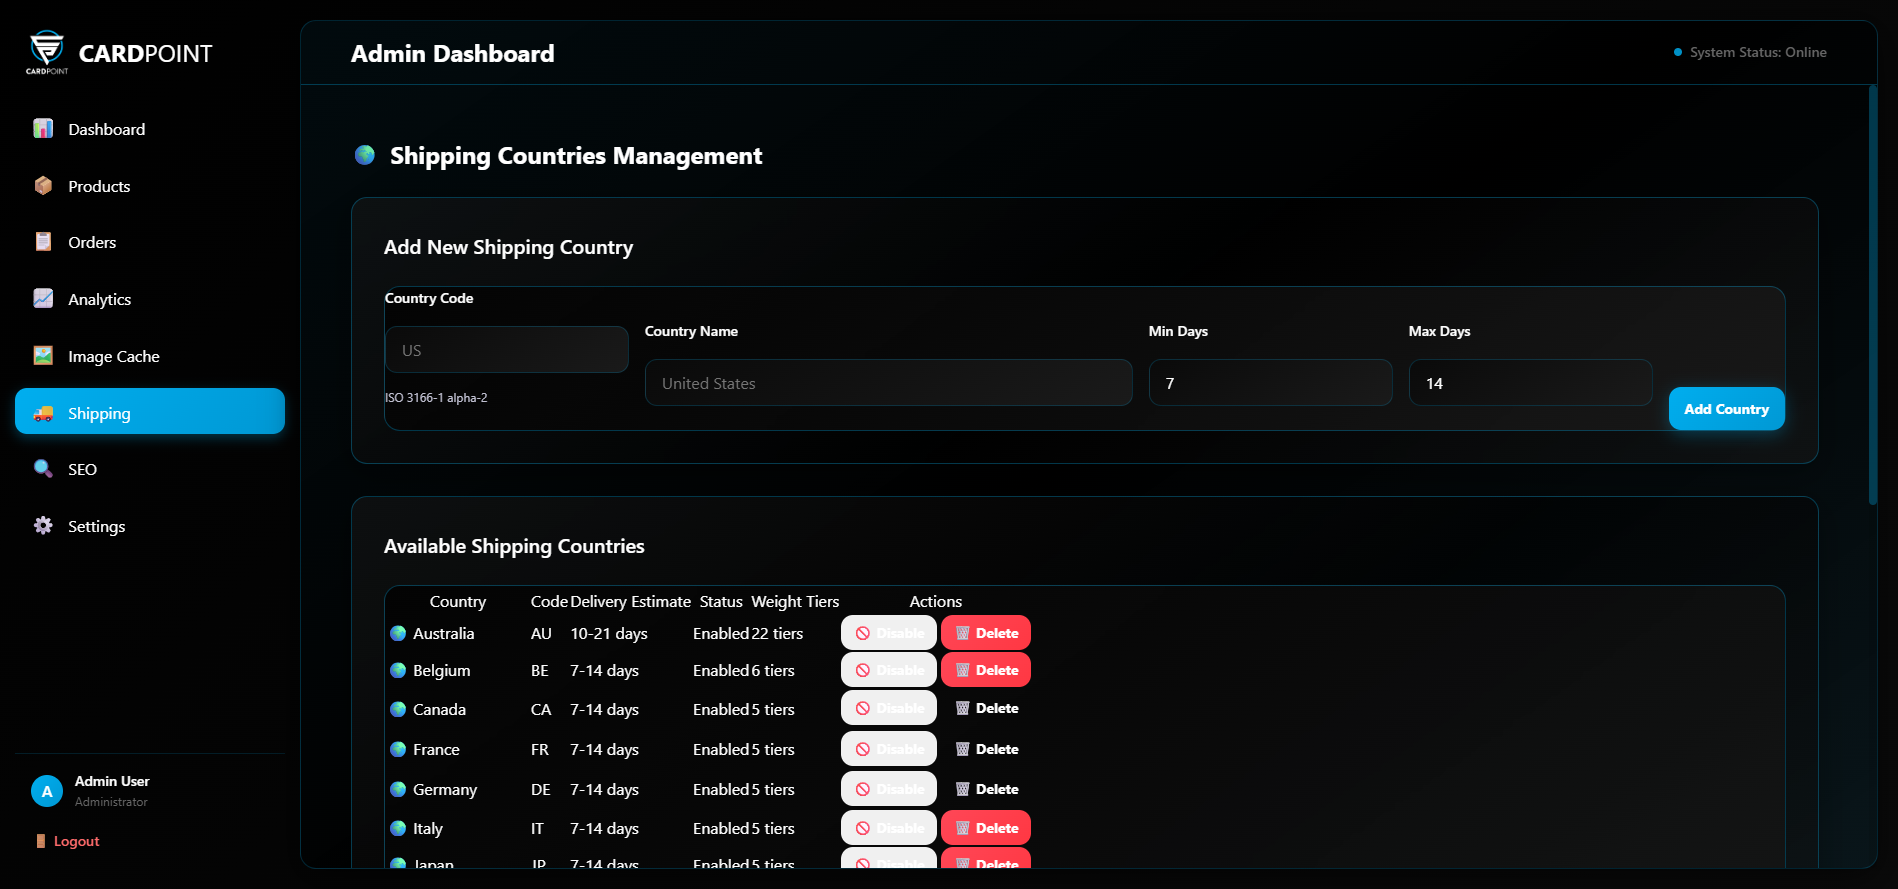 CARDPOINT
CARDPOINT
Dashboard
Products
Orders
Analytics
Image Cache
Shipping
SEO
Settings
A
Admin User
Administrator
Logout
Admin Dashboard
System Status: Online
Shipping Countries Management
Add New Shipping Country
Country Code
US
ISO 3166-1 alpha-2
Country Name
United States
Min Days
7
Max Days
14
Add Country
Available Shipping Countries
Country Code Delivery Estimate Status Weight Tiers Actions
Australia AU 10-21 days Enabled 22 tiers Disable Delete
Belgium BE 7-14 days Enabled 6 tiers Disable Delete
Canada CA 7-14 days Enabled 5 tiers Disable Delete
France FR 7-14 days Enabled 5 tiers Disable Delete
Germany DE 7-14 days Enabled 5 tiers Disable Delete
Italy IT 7-14 days Enabled 5 tiers Disable Delete
Japan JP 7-14 days Enabled 5 tiers Disable Delete